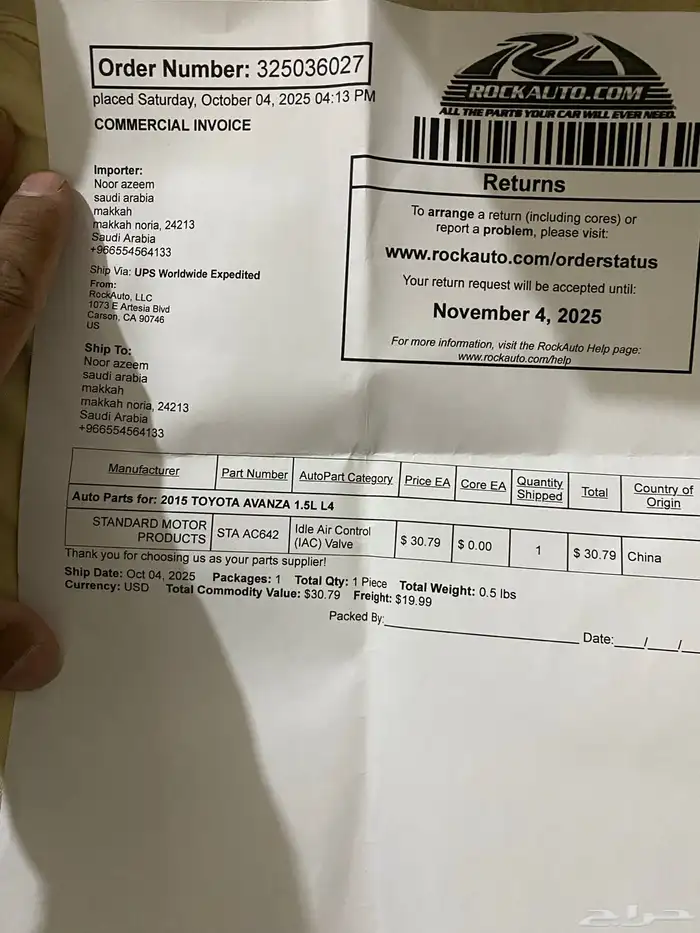 Order Number: 325036027
placed Saturday, October 04, 2025 04:13 PM
COMMERCIAL INVOICE
RA
ROCKAUTO.COM
ALL THE PARTS YOUR CAR WILL EVER NEED.
Importer:
Noor azeem
saudi arabia
makkah
makkah noria, 24213
Saudi Arabia
+966554564133
Ship Via: UPS Worldwide Expedited
From:
RockAuto, LLC
1073 E Artesia Blvd
Carson, CA 90746
US
Ship To:
Noor azeem
saudi arabia
makkah
makkah noria, 24213
Saudi Arabia
+966554564133
Returns
To arrange a return (including cores) or
report a problem, please visit:
www.rockauto.com/orderstatus
Your return request will be accepted until:
November 4, 2025
For more information, visit the RockAuto Help page:
www.rockauto.com/help
Manufacturer Part Number AutoPart Category Price EA Core EA Quantity Shipped Total Country of Origin
Auto Parts for: 2015 TOYOTA AVANZA 1.5L L4
STANDARD MOTOR PRODUCTS STA AC642 Idle Air Control (IAC) Valve $ 30.79 $ 0.00 1 $ 30.79 China
Thank you for choosing us as your parts supplier!
Ship Date: Oct 04, 2025 Packages: 1 Total Qty: 1 Piece Total Weight: 0.5 lbs
Currency: USD Total Commodity Value: $30.79 Freight: $19.99
Packed By:____________________ Date:___/___/__
حراج